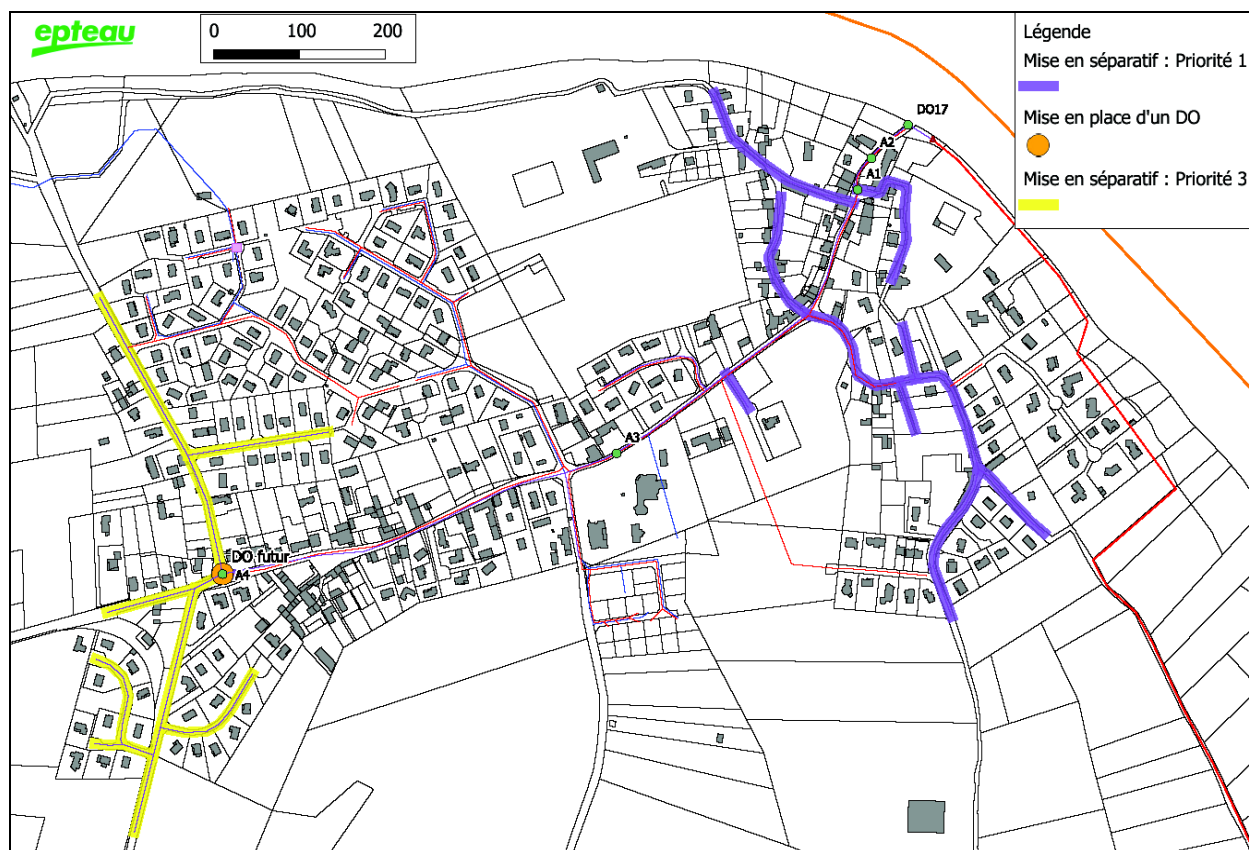 epteau
0 100 200
Légende
Mise en séparatif : Priorité 1
Mise en place d'un DO
Mise en séparatif : Priorité 3
DO17
A2
A1
A3
DO futur
A4